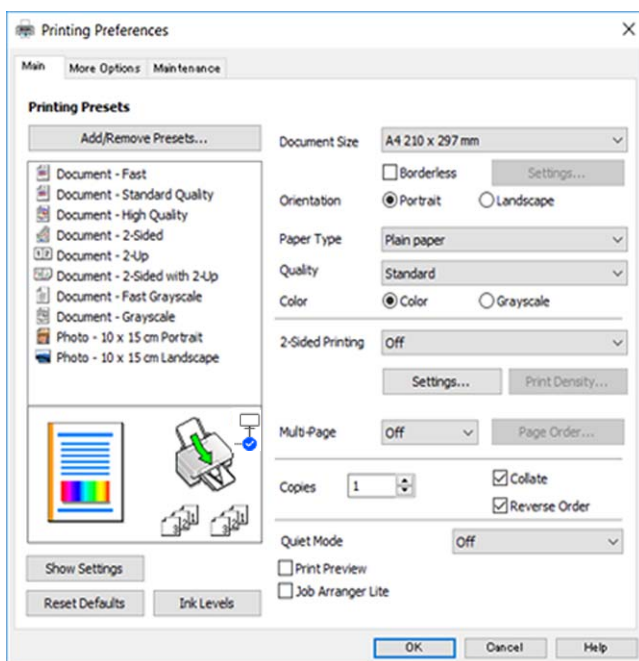 Printing Preferences
Main More Options Maintenance
Printing Presets
Add/Remove Presets...
Document - Fast
Document - Standard Quality
Document - High Quality
Document - 2-Sided
Document - 2-Up
Document - 2-Sided with 2-Up
Document - Fast Grayscale
Document - Grayscale
Photo - 10 x 15 cm Portrait
Photo - 10 x 15 cm Landscape
Show Settings
Reset Defaults Ink Levels
Document Size A4 210 x 297 mm
Borderless Settings...
Orientation Portrait Landscape
Paper Type Plain paper
Quality Standard
Color Color Grayscale
2-Sided Printing Off
Settings... Print Density...
Multi-Page Off Page Order...
Copies 1 Collate
Reverse Order
Quiet Mode Off
Print Preview
Job Arranger Lite
OK Cancel Help